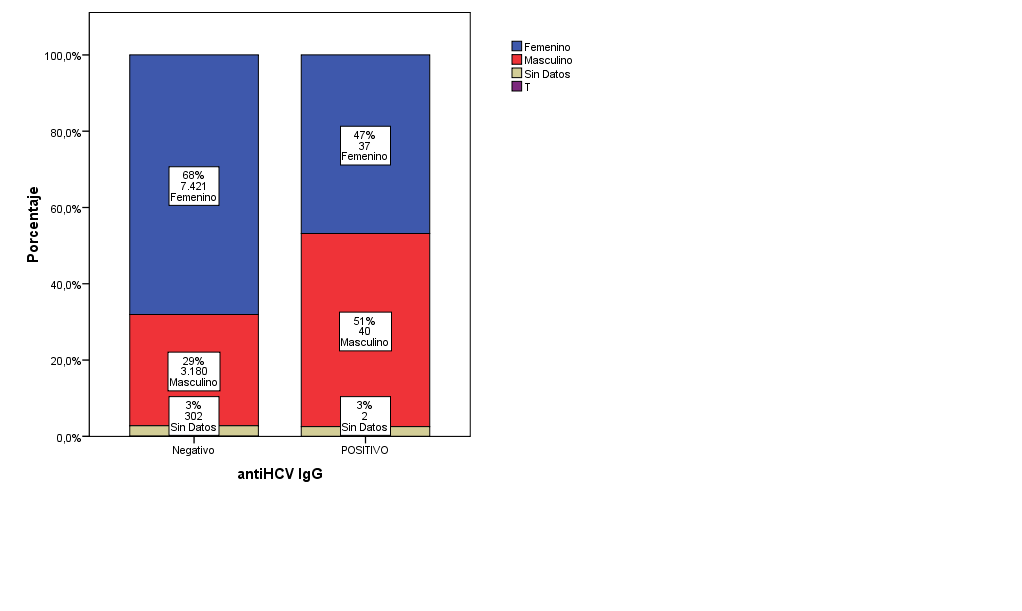 Porcentaje
100,0%
80,0%
60,0%
40,0%
20,0%
0,0%
68%
7.421
Femenino
29%
3.180
Masculino
3%
302
Sin Datos
47%
37
Femenino
51%
40
Masculino
3%
2
Sin Datos
Negativo
POSITIVO
antiHCV IgG
Femenino
Masculino
Sin Datos
T